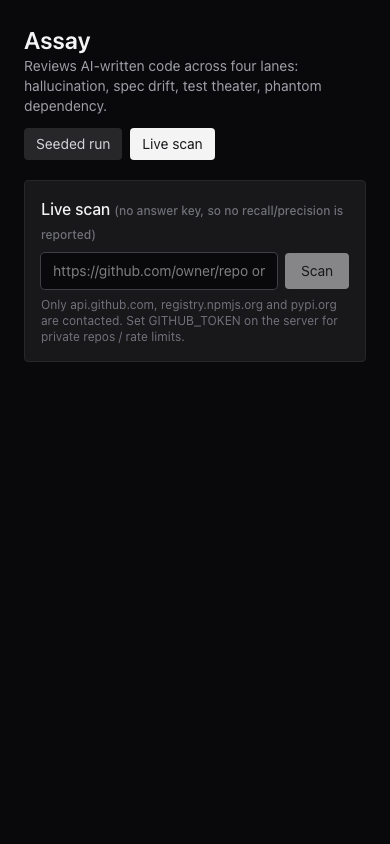 Assay
Reviews AI-written code across four lanes:
hallucination, spec drift, test theater, phantom
dependency.
Seeded run
Live scan
Live scan (no answer key, so no recall/precision is
reported)
https://github.com/owner/repo or
Scan
Only api.github.com, registry.npmjs.org and pypi.org
are contacted. Set GITHUB_TOKEN on the server for
private repos / rate limits.